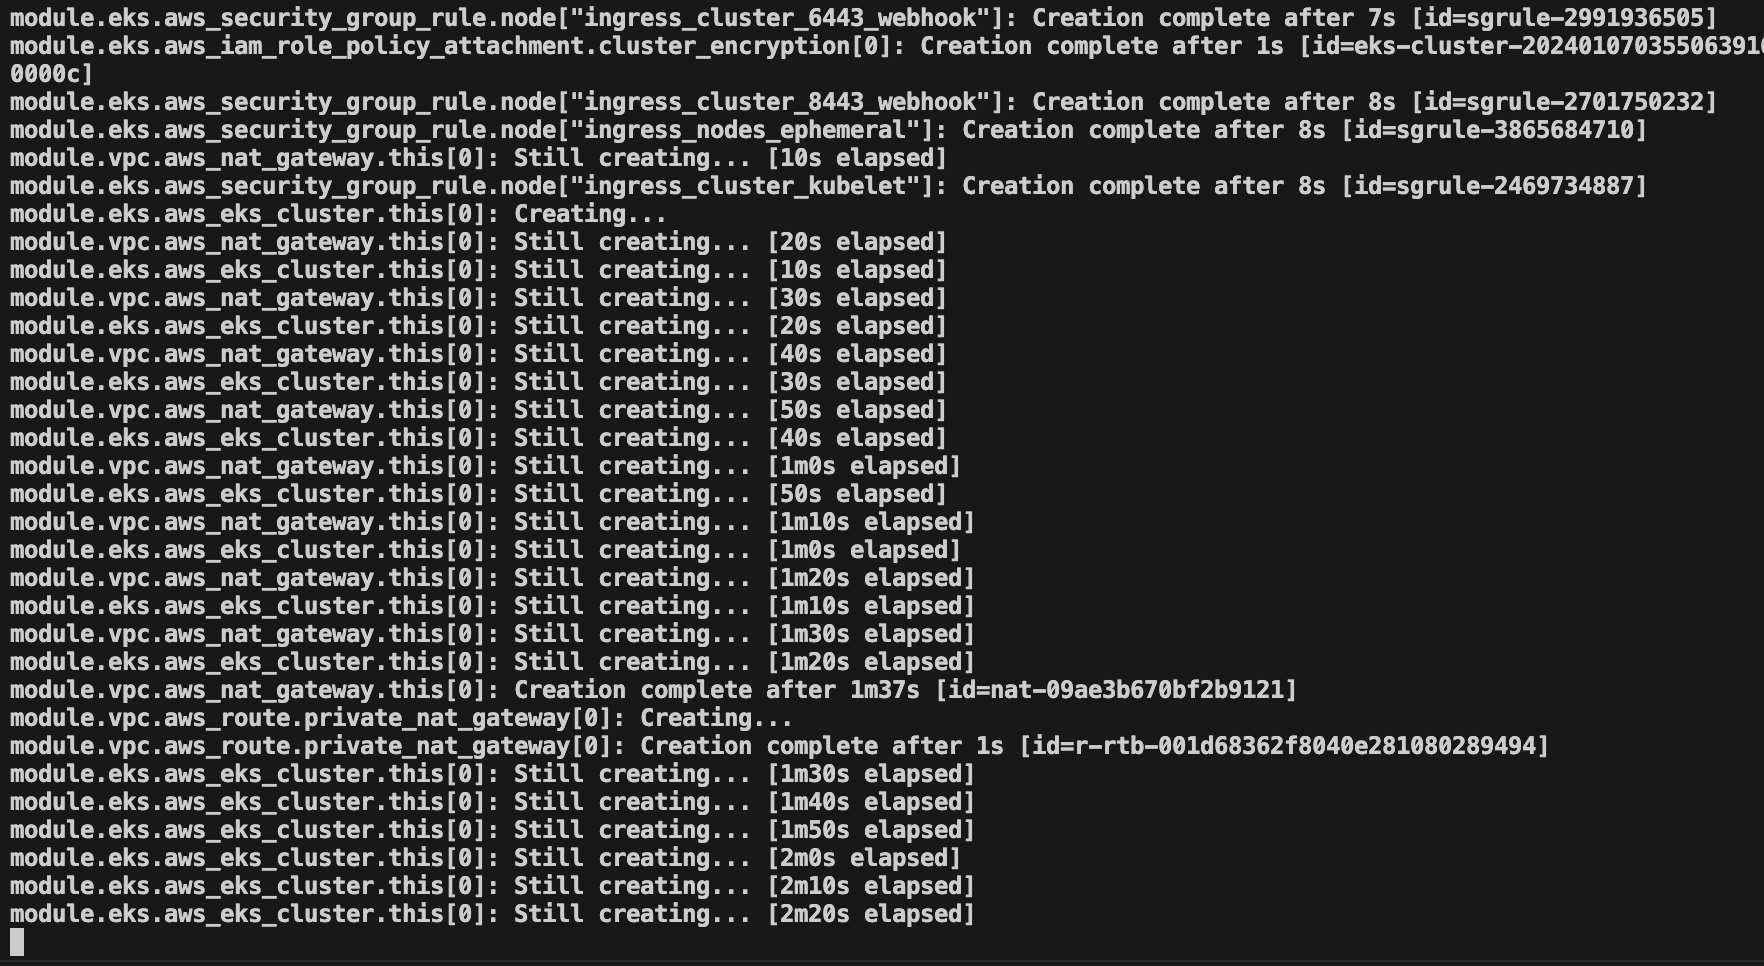 module.eks.aws_security_group_rule.node["ingress_cluster_6443_webhook"]: Creation complete after 7s [id=sgrule-2991936505]
module.eks.aws_iam_role_policy_attachment.cluster_encryption[0]: Creation complete after 1s [id=eks-cluster-202401070355063910
0000c]
module.eks.aws_security_group_rule.node["ingress_cluster_8443_webhook"]: Creation complete after 8s [id=sgrule-2701750232]
module.eks.aws_security_group_rule.node["ingress_nodes_ephemeral"]: Creation complete after 8s [id=sgrule-3865684710]
module.vpc.aws_nat_gateway.this[0]: Still creating... [10s elapsed]
module.eks.aws_security_group_rule.node["ingress_cluster_kubelet"]: Creation complete after 8s [id=sgrule-2469734887]
module.eks.aws_eks_cluster.this[0]: Creating...
module.vpc.aws_nat_gateway.this[0]: Still creating... [20s elapsed]
module.eks.aws_eks_cluster.this[0]: Still creating... [10s elapsed]
module.vpc.aws_nat_gateway.this[0]: Still creating... [30s elapsed]
module.eks.aws_eks_cluster.this[0]: Still creating... [20s elapsed]
module.vpc.aws_nat_gateway.this[0]: Still creating... [40s elapsed]
module.eks.aws_eks_cluster.this[0]: Still creating... [30s elapsed]
module.vpc.aws_nat_gateway.this[0]: Still creating... [50s elapsed]
module.eks.aws_eks_cluster.this[0]: Still creating... [40s elapsed]
module.vpc.aws_nat_gateway.this[0]: Still creating... [1m0s elapsed]
module.eks.aws_eks_cluster.this[0]: Still creating... [50s elapsed]
module.vpc.aws_nat_gateway.this[0]: Still creating... [1m10s elapsed]
module.eks.aws_eks_cluster.this[0]: Still creating... [1m0s elapsed]
module.vpc.aws_nat_gateway.this[0]: Still creating... [1m20s elapsed]
module.eks.aws_eks_cluster.this[0]: Still creating... [1m10s elapsed]
module.vpc.aws_nat_gateway.this[0]: Still creating... [1m30s elapsed]
module.eks.aws_eks_cluster.this[0]: Still creating... [1m20s elapsed]
module.vpc.aws_nat_gateway.this[0]: Creation complete after 1m37s [id=nat-09ae3b670bf2b9121]
module.vpc.aws_route.private_nat_gateway[0]: Creating...
module.vpc.aws_route.private_nat_gateway[0]: Creation complete after 1s [id=r-rtb-001d68362f8040e281080289494]
module.eks.aws_eks_cluster.this[0]: Still creating... [1m30s elapsed]
module.eks.aws_eks_cluster.this[0]: Still creating... [1m40s elapsed]
module.eks.aws_eks_cluster.this[0]: Still creating... [1m50s elapsed]
module.eks.aws_eks_cluster.this[0]: Still creating... [2m0s elapsed]
module.eks.aws_eks_cluster.this[0]: Still creating... [2m10s elapsed]
module.eks.aws_eks_cluster.this[0]: Still creating... [2m20s elapsed]